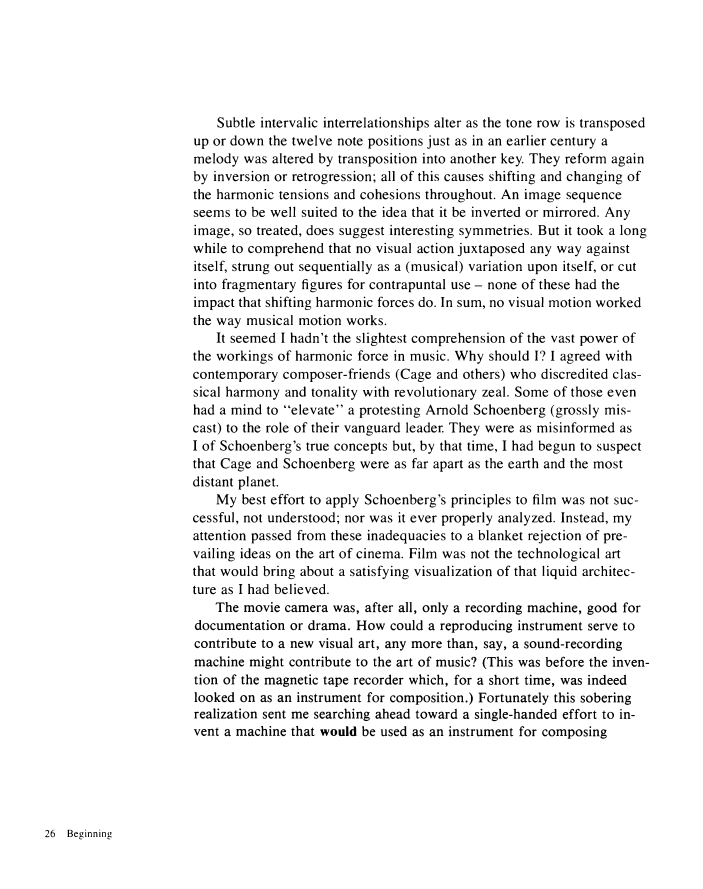 Subtle intervalic interrelationships alter as the tone row is transposed
up or down the twelve note positions just as in an earlier century a
melody was altered by transposition into another key. They reform again
by inversion or retrogression; all of this causes shifting and changing of
the harmonic tensions and cohesions throughout. An image sequence
seems to be well suited to the idea that it be inverted or mirrored. Any
image, so treated, does suggest interesting symmetries. But it took a long
while to comprehend that no visual action juxtaposed any way against
itself, strung out sequentially as a (musical) variation upon itself, or cut
into fragmentary figures for contrapuntal use – none of these had the
impact that shifting harmonic forces do. In sum, no visual motion worked
the way musical motion works.
It seemed I hadn't the slightest comprehension of the vast power of
the workings of harmonic force in music. Why should I? I agreed with
contemporary composer-friends (Cage and others) who discredited clas-
sical harmony and tonality with revolutionary zeal. Some of those even
had a mind to ‘‘elevate’’ a protesting Arnold Schoenberg (grossly mis-
cast) to the role of their vanguard leader. They were as misinformed as
I of Schoenberg's true concepts but, by that time, I had begun to suspect
that Cage and Schoenberg were as far apart as the earth and the most
distant planet.
My best effort to apply Schoenberg's principles to film was not suc-
cessful, not understood; nor was it ever properly analyzed. Instead, my
attention passed from these inadequacies to a blanket rejection of pre-
vailing ideas on the art of cinema. Film was not the technological art
that would bring about a satisfying visualization of that liquid architec-
ture as I had believed.
The movie camera was, after all, only a recording machine, good for
documentation or drama. How could a reproducing instrument serve to
contribute to a new visual art, any more than, say, a sound-recording
machine might contribute to the art of music? (This was before the inven-
tion of the magnetic tape recorder which, for a short time, was indeed
looked on as an instrument for composition.) Fortunately this sobering
realization sent me searching ahead toward a single-handed effort to in-
vent a machine that would be used as an instrument for composing
26 Beginning